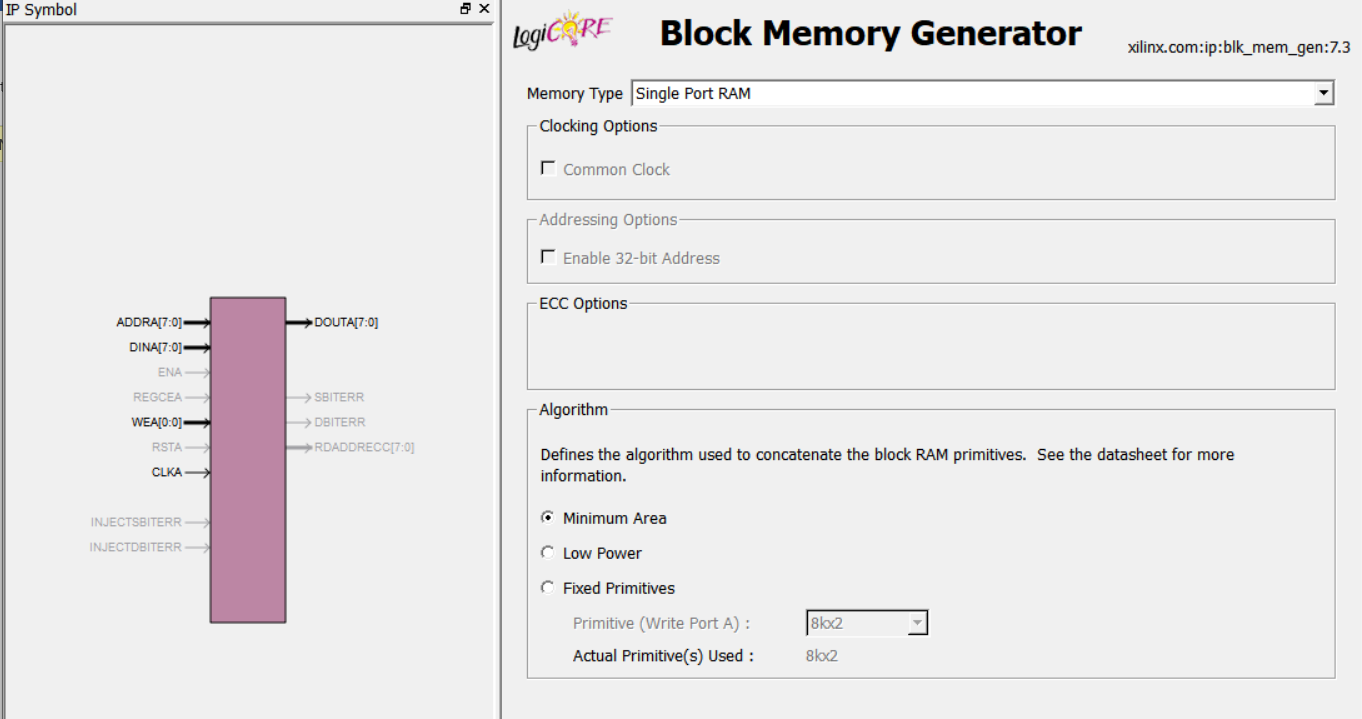 IP Symbol
ADDRA[7:0]
DOUTA[7:0]
DINA[7:0]
ENA
REGCEA
SBITERR
WEA[0:0]
DBITERR
RSTA
RDADDRECC[7:0]
CLKA
INJECTSBITERR
INJECTDBITERR
LogiCORE
Block Memory Generator
xilinx.com:ip:blk_mem_gen:7.3
Memory Type Single Port RAM
Clocking Options
Common Clock
Addressing Options
Enable 32-bit Address
ECC Options
Algorithm
Defines the algorithm used to concatenate the block RAM primitives. See the datasheet for more
information.
Minimum Area
Low Power
Fixed Primitives
Primitive (Write Port A) : 8kx2
Actual Primitive(s) Used : 8kx2